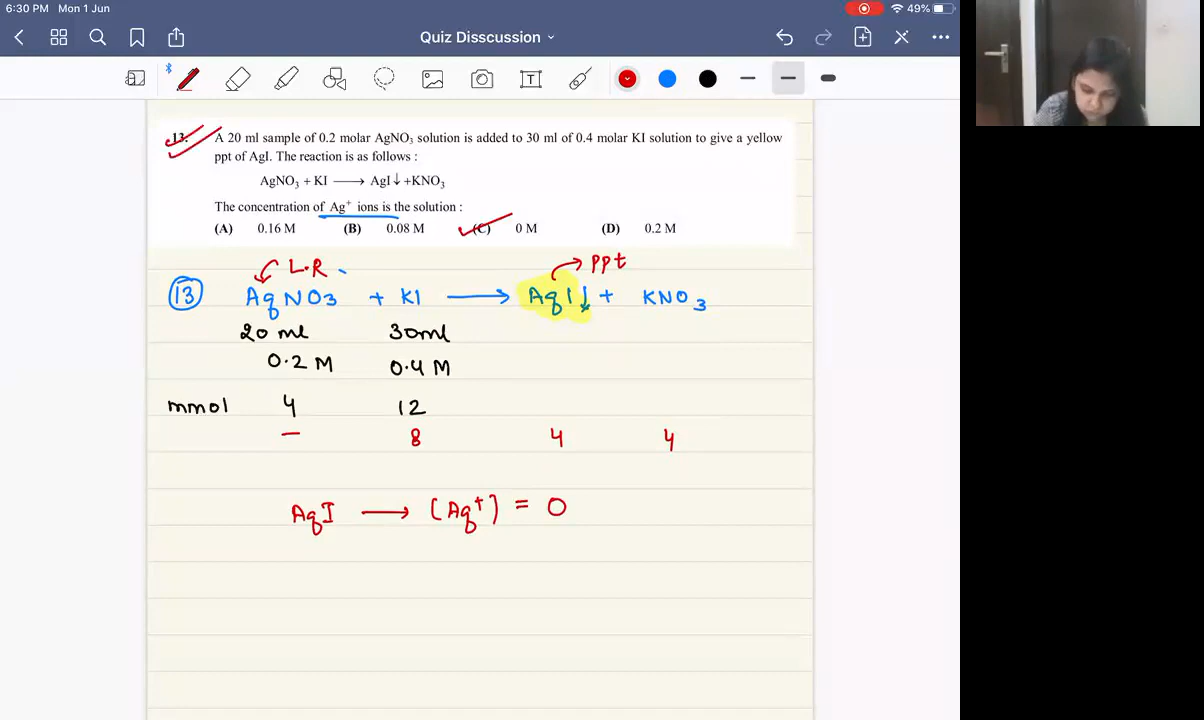 6:30 PM Mon 1 Jun
49%
Quiz Disscussion
13. A 20 ml sample of 0.2 molar AgNO₃ solution is added to 30 ml of 0.4 molar KI solution to give a yellow
ppt of AgI. The reaction is as follows :
AgNO₃ + KI ⟶ AgI↓ +KNO₃
The concentration of Ag⁺ ions is the solution :
(A) 0.16 M (B) 0.08 M (C) 0 M (D) 0.2 M
L.R ppt
13 AgNO3 + KI ⟶ AgI↓ + KNO3
20 ml 30ml
0.2 M 0.4 M
mmol 4 12
– 8 4 4
AgI ⟶ (Ag+) = 0